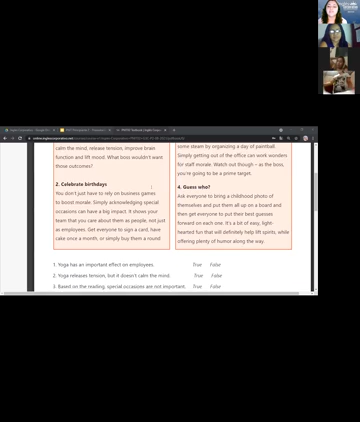 calm the mind, release tension, improve brain
function and lift mood. What boss wouldn't want
those outcomes?
2. Celebrate birthdays
You don't just have to rely on business games
to boost morale. Simply acknowledging special
occasions can have a big impact. It shows your
team that you care about them as people, not just
as employees. Get everyone to sign a card, have
cake once a month, or simply buy them a round
some steam by organizing a day of paintball.
Simply getting out of the office can work wonders
for staff morale. Watch out though – as the boss,
you're going to be a prime target.
4. Guess who?
Ask everyone to bring a childhood photo of
themselves and put them all up on a board and
then get everyone to put their best guesses
forward on each one. It's a bit of easy, light-
hearted fun that will definitely help lift spirits, while
offering plenty of humor along the way.
1. Yoga has an important effect on employees. True False
2. Yoga releases tension, but it doesn't calm the mind. True False
3. Based on the reading, special occasions are not important. True False